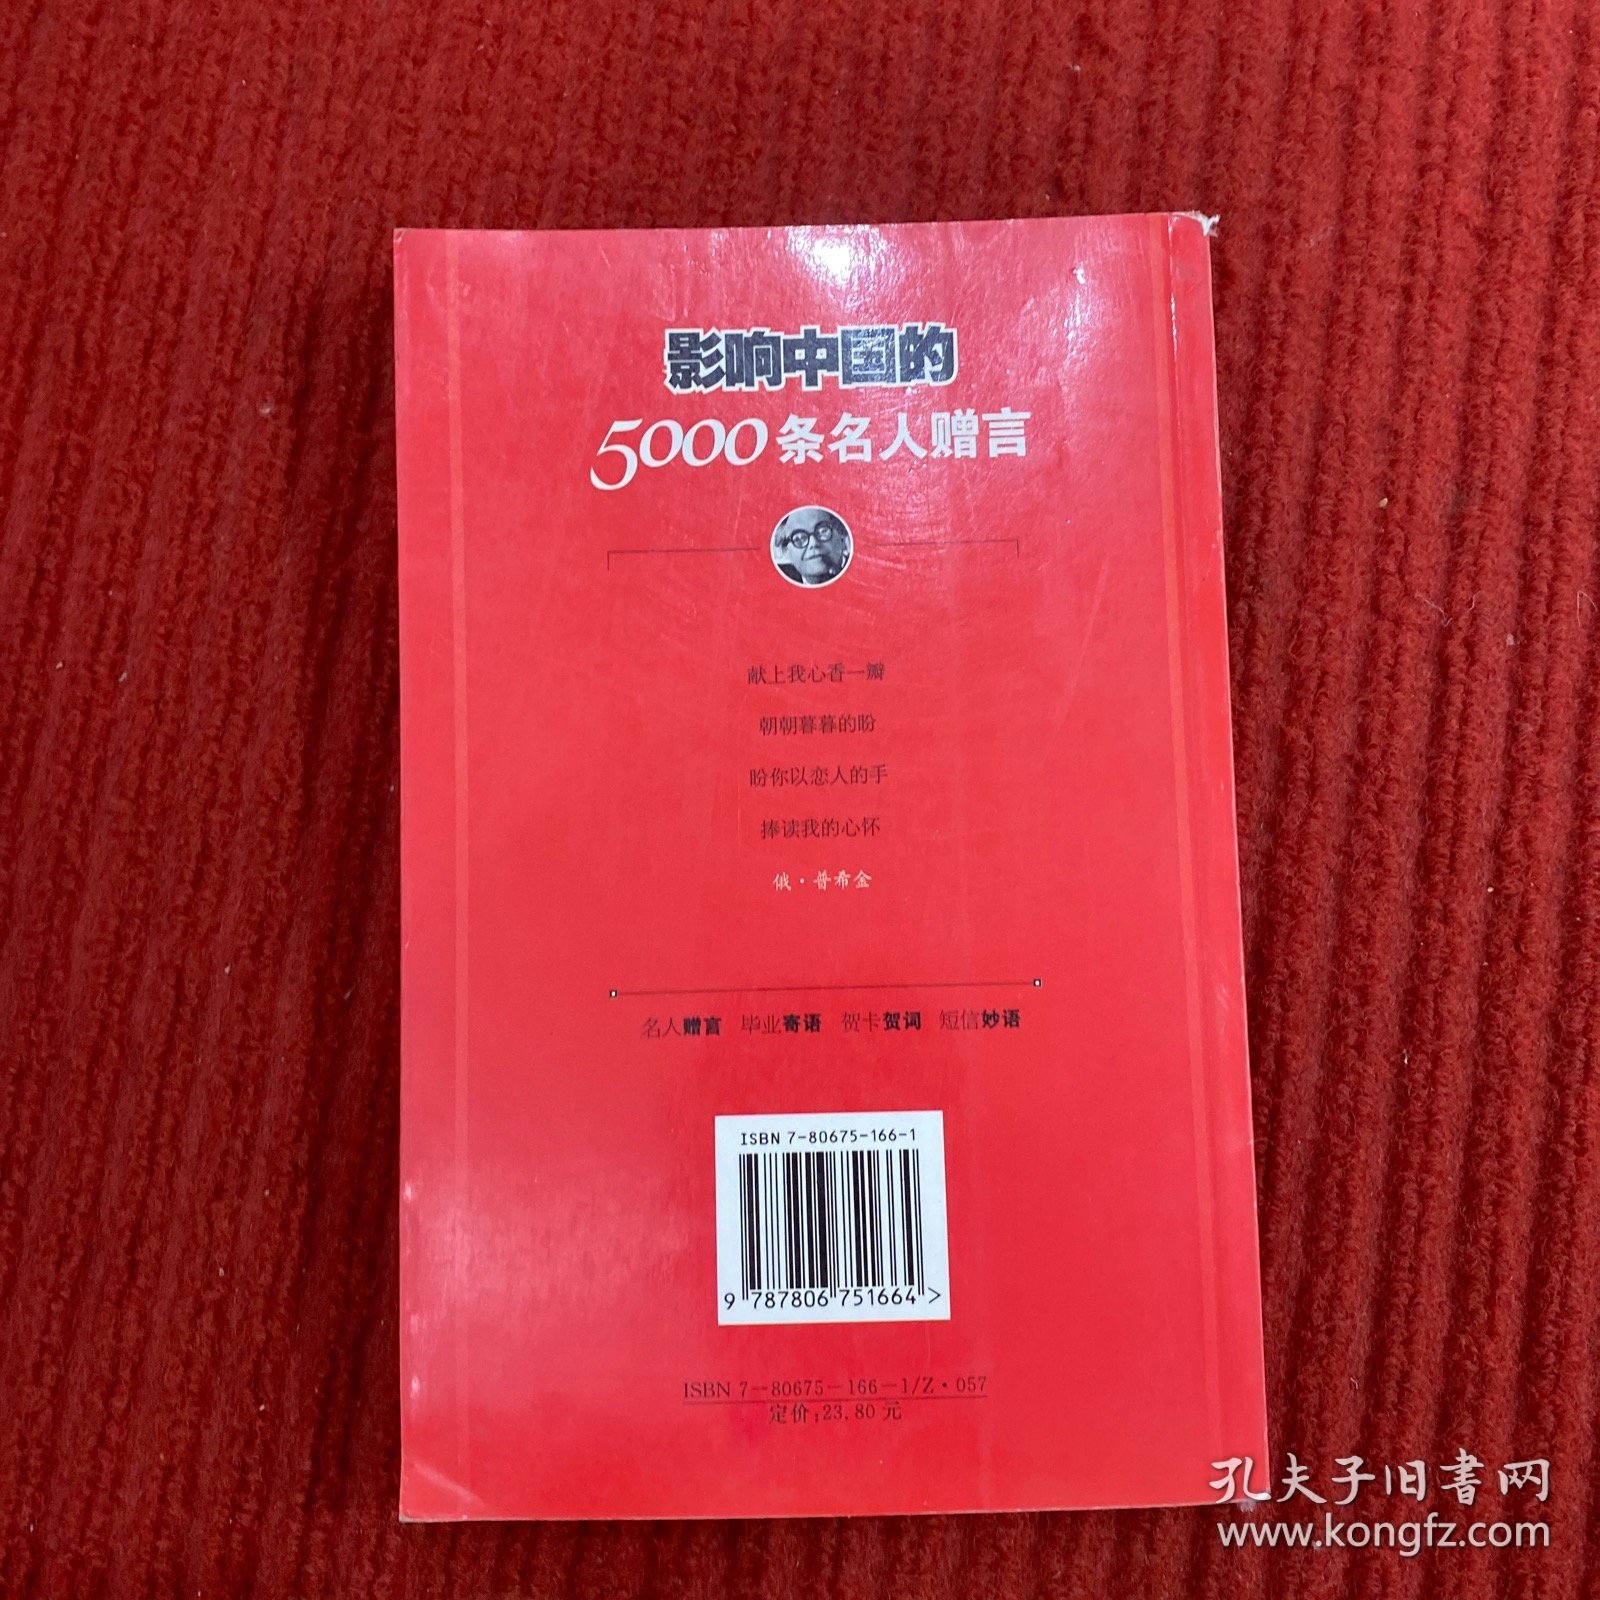 影响中国的
5000条名人赠言
献上我心香一瓣
朝朝暮暮的盼
盼你以恋人的手
捧读我的心怀
俄·普希金
名人赠言 毕业寄语 贺卡贺词 短信妙语
ISBN 7-80675-166-1
9 787806 751664 >
ISBN 7-80675-166-1/Z·057
定价:23.80元
孔夫子旧书网
www.kongfz.com